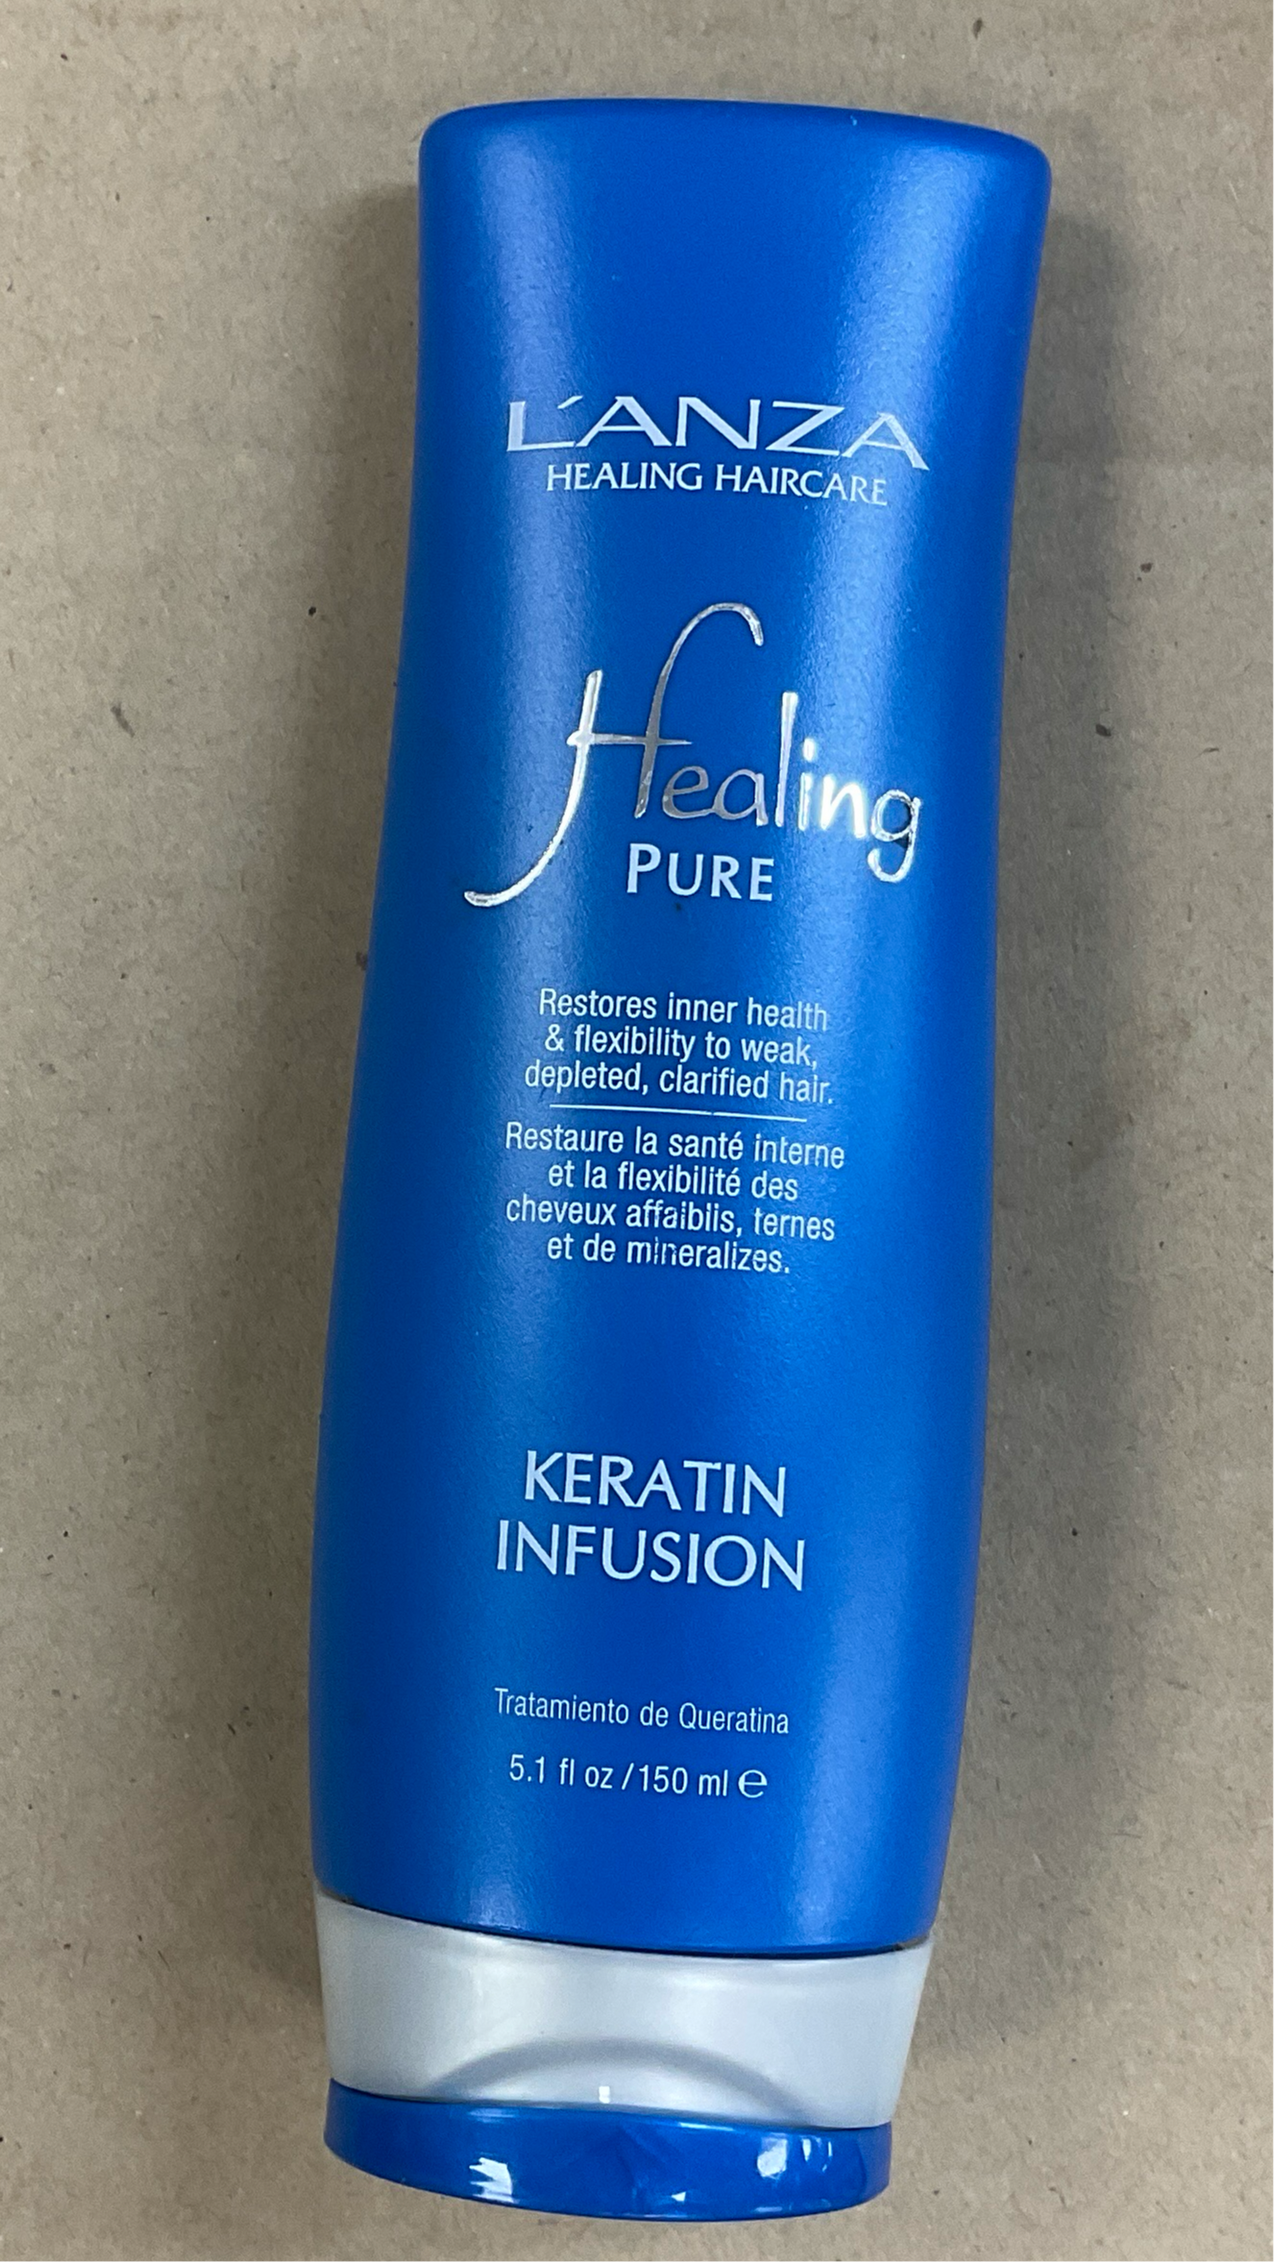 L'ANZA
HEALING HAIRCARE
Healing
PURE
Restores inner health
& flexibility to weak,
depleted, clarified hair.
Restaure la santé interne
et la flexibilité des
cheveux affaiblis, ternes
et de mineralizes.
KERATIN
INFUSION
Tratamiento de Queratina
5.1 fl oz / 150 ml ℮